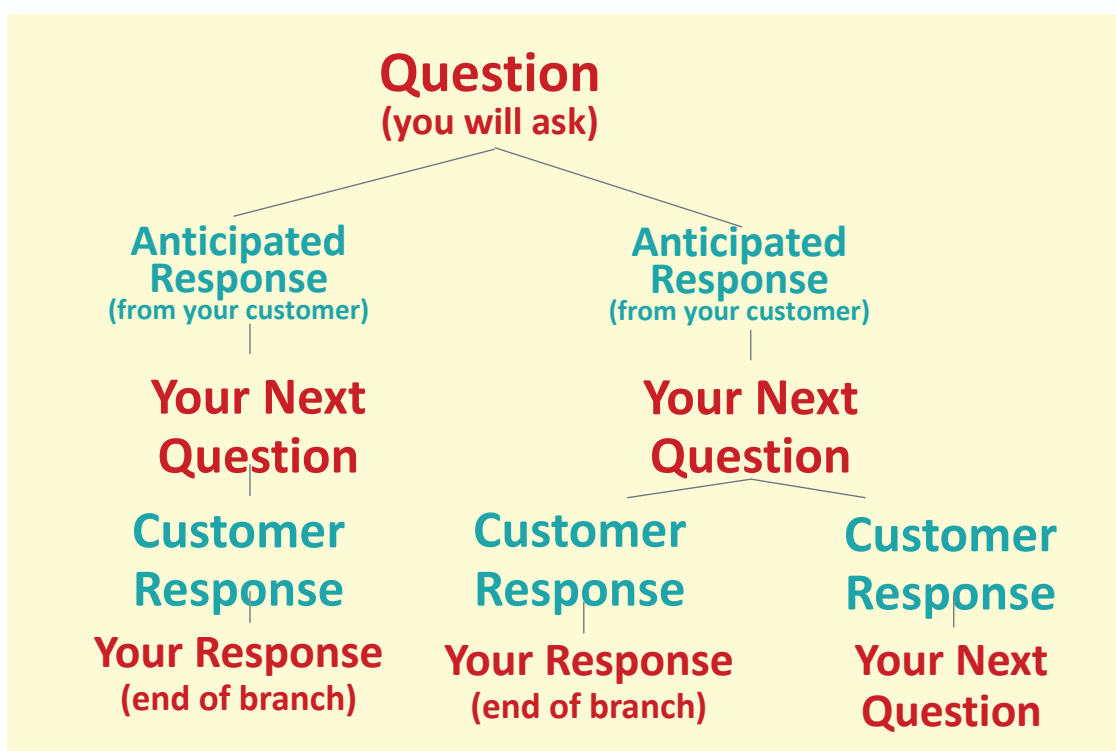 Question
(you will ask)
Anticipated
Response
(from your customer)
Anticipated
Response
(from your customer)
Your Next
Question
Your Next
Question
Customer
Response
Customer
Response
Customer
Response
Your Response
(end of branch)
Your Response
(end of branch)
Your Next
Question